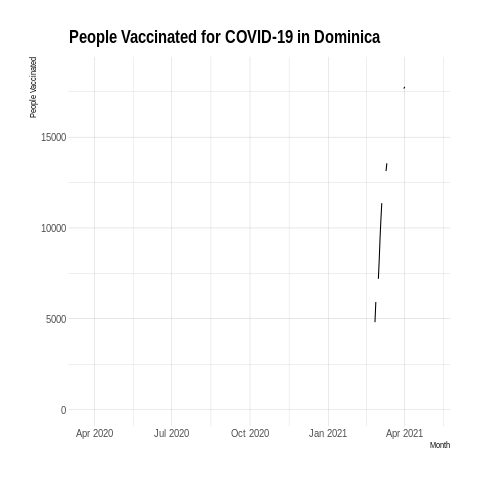 People Vaccinated for COVID-19 in Dominica
People Vaccinated
15000
10000
5000
0
Apr 2020
Jul 2020
Oct 2020
Jan 2021
Apr 2021
Month